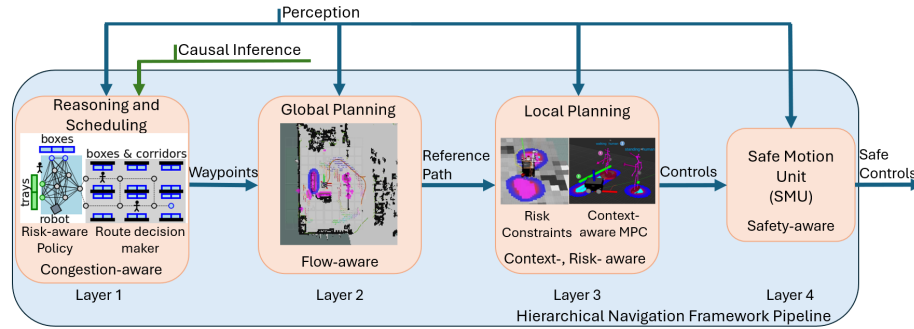 Perception
Causal Inference
Reasoning and
Scheduling
boxes
boxes & corridors
trays
robot
Risk-aware
Policy
Route decision
maker
Congestion-aware
Layer 1
Waypoints
Global Planning
Flow-aware
Layer 2
Reference
Path
Local Planning
Risk
Constraints
Context-
aware MPC
Context-, Risk- aware
Layer 3
Controls
Safe Motion
Unit
(SMU)
Safety-aware
Layer 4
Safe
Controls
Hierarchical Navigation Framework Pipeline